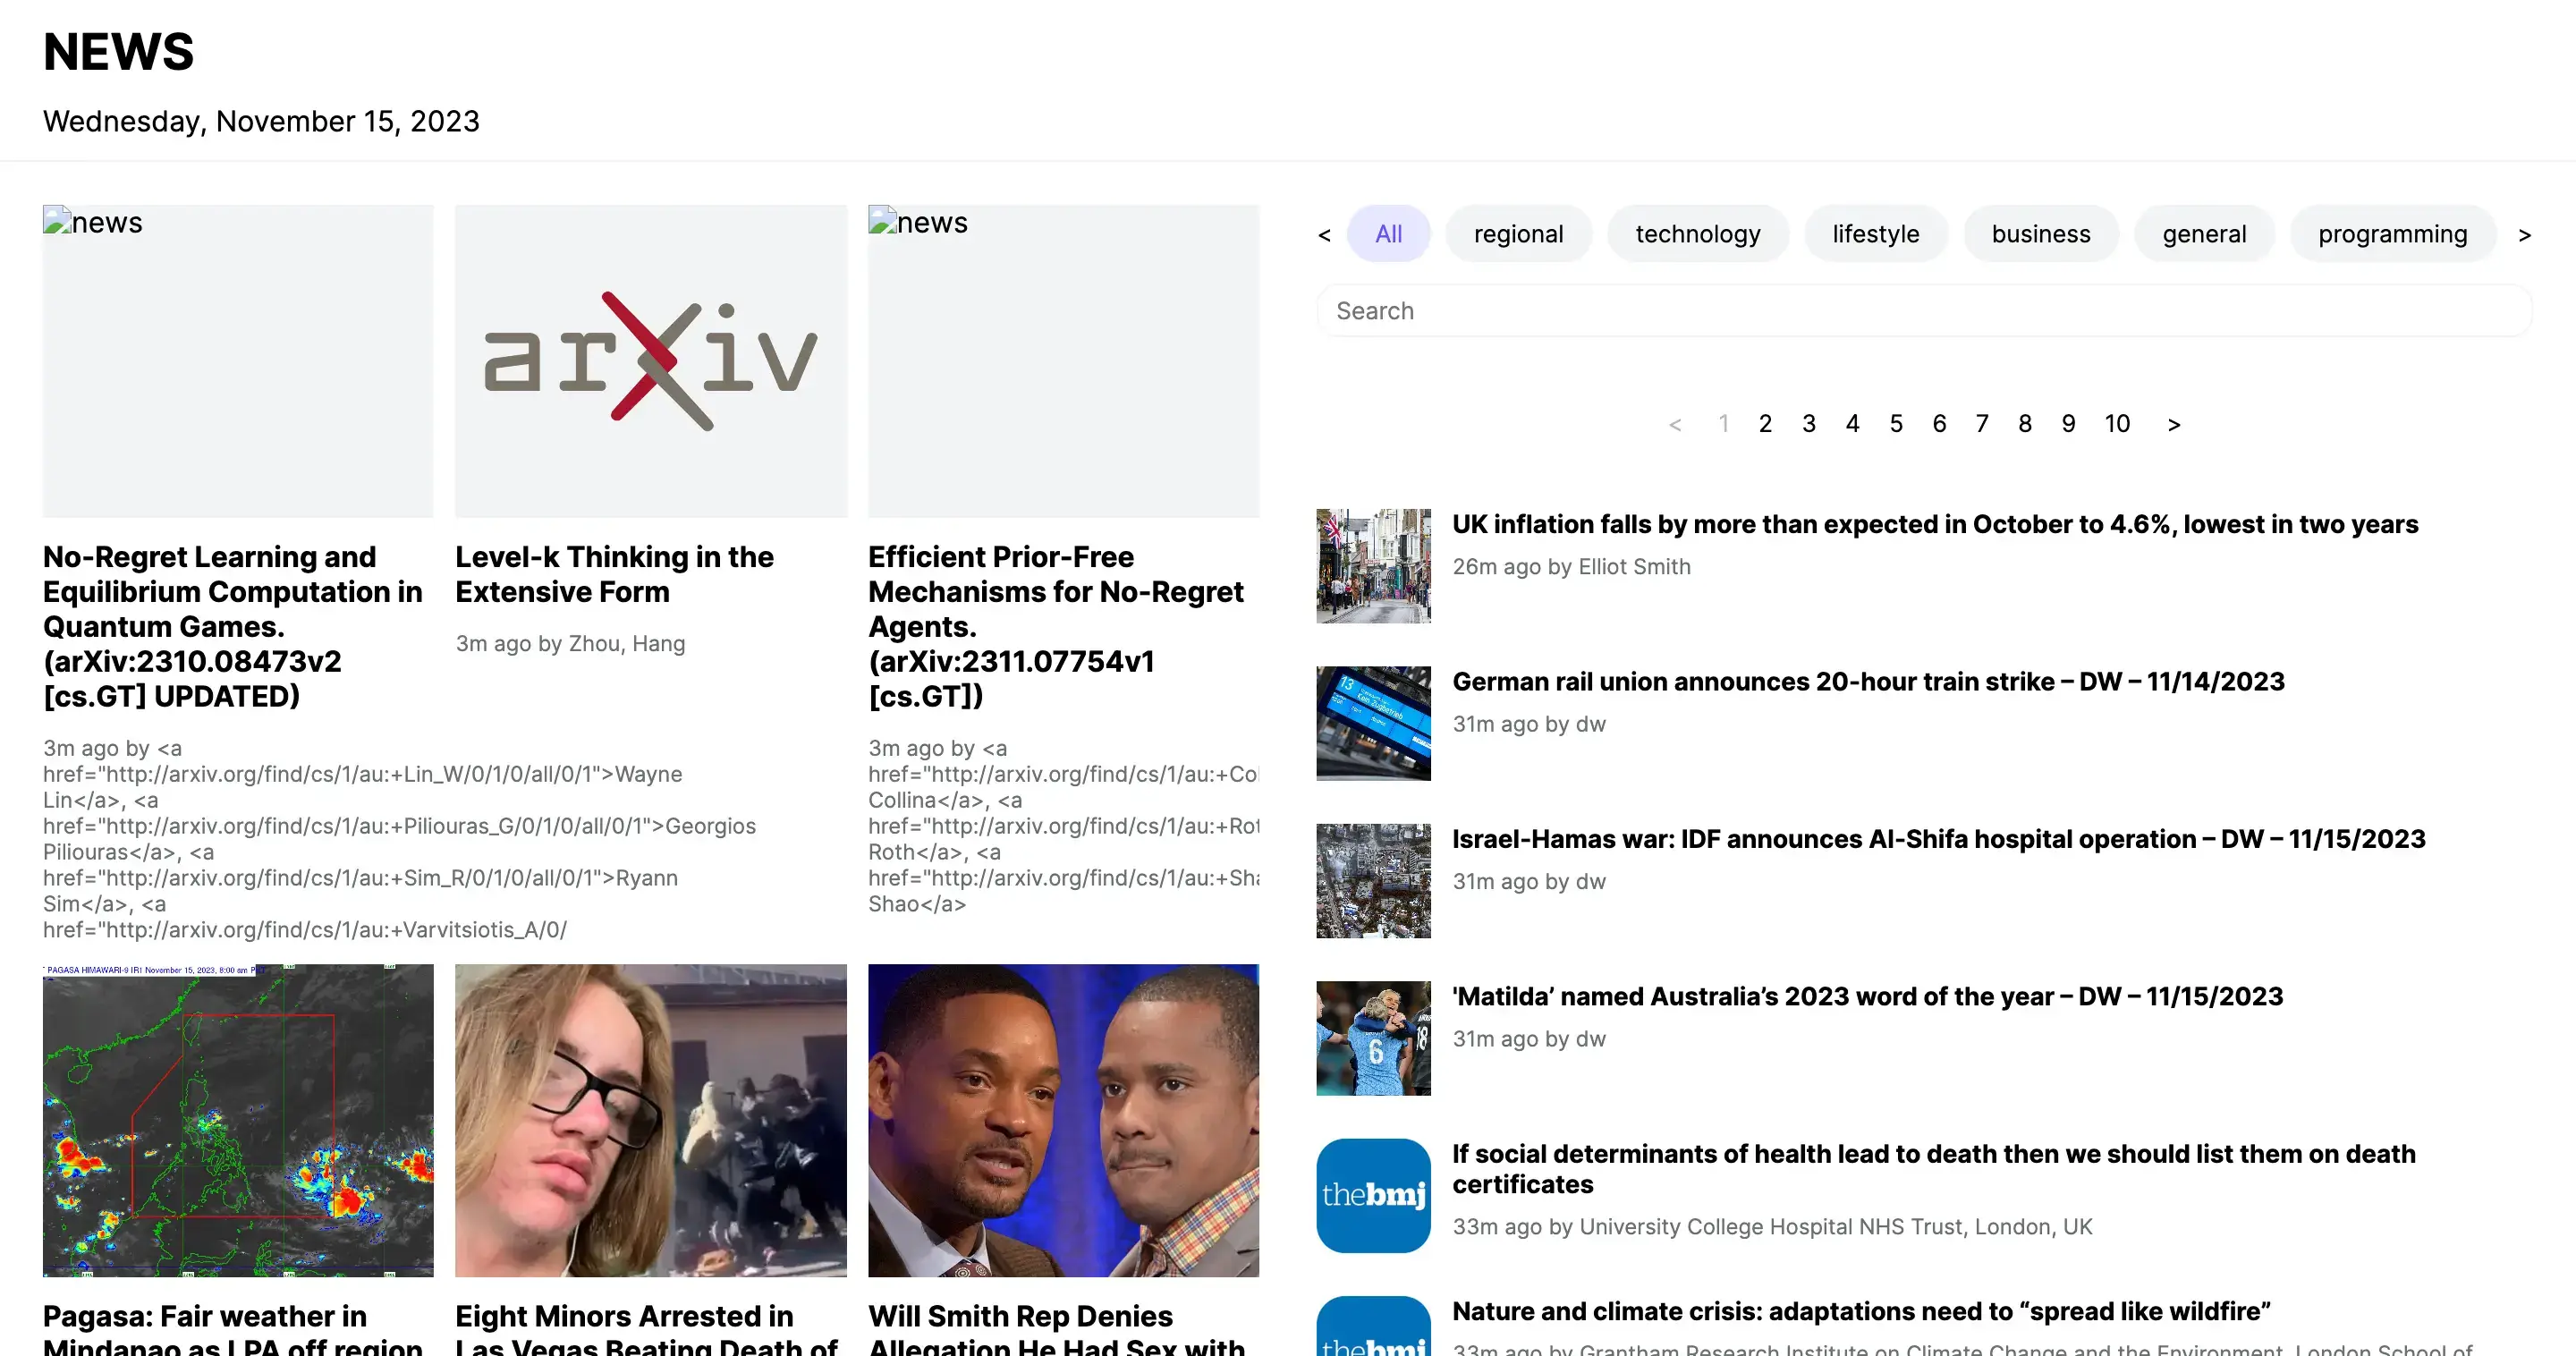 NEWS
Wednesday, November 15, 2023
news
arXiv
news
No-Regret Learning and
Equilibrium Computation in
Quantum Games.
(arXiv:2310.08473v2
[cs.GT] UPDATED)
3m ago by <a
href="http://arxiv.org/find/cs/1/au:+Lin_W/0/1/0/all/0/1">Wayne
Lin</a>, <a
href="http://arxiv.org/find/cs/1/au:+Piliouras_G/0/1/0/all/0/1">Georgios
Piliouras</a>, <a
href="http://arxiv.org/find/cs/1/au:+Sim_R/0/1/0/all/0/1">Ryann
Sim</a>, <a
href="http://arxiv.org/find/cs/1/au:+Varvitsiotis_A/0/
Level-k Thinking in the
Extensive Form
3m ago by Zhou, Hang
Efficient Prior-Free
Mechanisms for No-Regret
Agents.
(arXiv:2311.07754v1
[cs.GT])
3m ago by <a
href="http://arxiv.org/find/cs/1/au:+Col
Collina</a>, <a
href="http://arxiv.org/find/cs/1/au:+Rot
Roth</a>, <a
href="http://arxiv.org/find/cs/1/au:+Sha
Shao</a>
PAGASA HIMAWARI-9 IR1 November 15, 2023, 8:00 am
Pagasa: Fair weather in
Mindanao as LPA off region
Eight Minors Arrested in
Las Vegas Beating Death of
Will Smith Rep Denies
Allegation He Had Sex with
< All regional technology lifestyle business general programming >
Search
< 1 2 3 4 5 6 7 8 9 10 >
UK inflation falls by more than expected in October to 4.6%, lowest in two years
26m ago by Elliot Smith
13
German rail union announces 20-hour train strike – DW – 11/14/2023
31m ago by dw
Israel-Hamas war: IDF announces Al-Shifa hospital operation – DW – 11/15/2023
31m ago by dw
6
18
'Matilda’ named Australia’s 2023 word of the year – DW – 11/15/2023
31m ago by dw
thebmj
If social determinants of health lead to death then we should list them on death
certificates
33m ago by University College Hospital NHS Trust, London, UK
thebmj
Nature and climate crisis: adaptations need to “spread like wildfire”
33m ago by Grantham Research Institute on Climate Change and the Environment, London School of